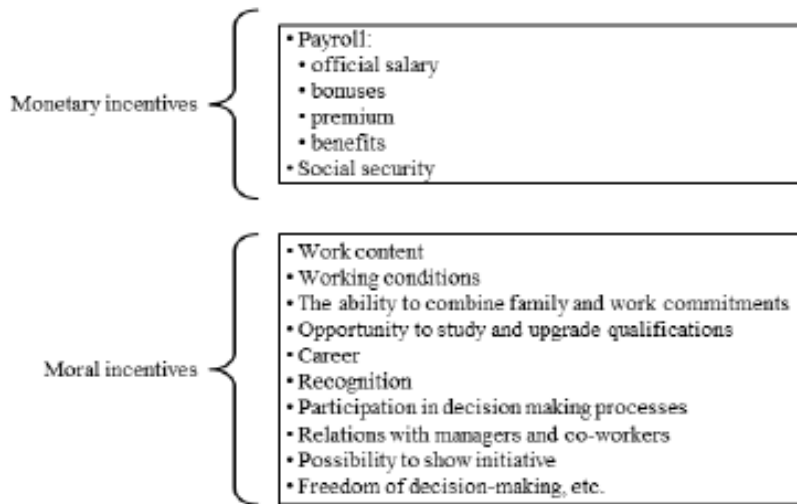 Monetary incentives
• Payroll:
• official salary
• bonuses
• premium
• benefits
• Social security
Moral incentives
• Work content
• Working conditions
• The ability to combine family and work commitments
• Opportunity to study and upgrade qualifications
• Career
• Recognition
• Participation in decision making processes
• Relations with managers and co-workers
• Possibility to show initiative
• Freedom of decision-making, etc.